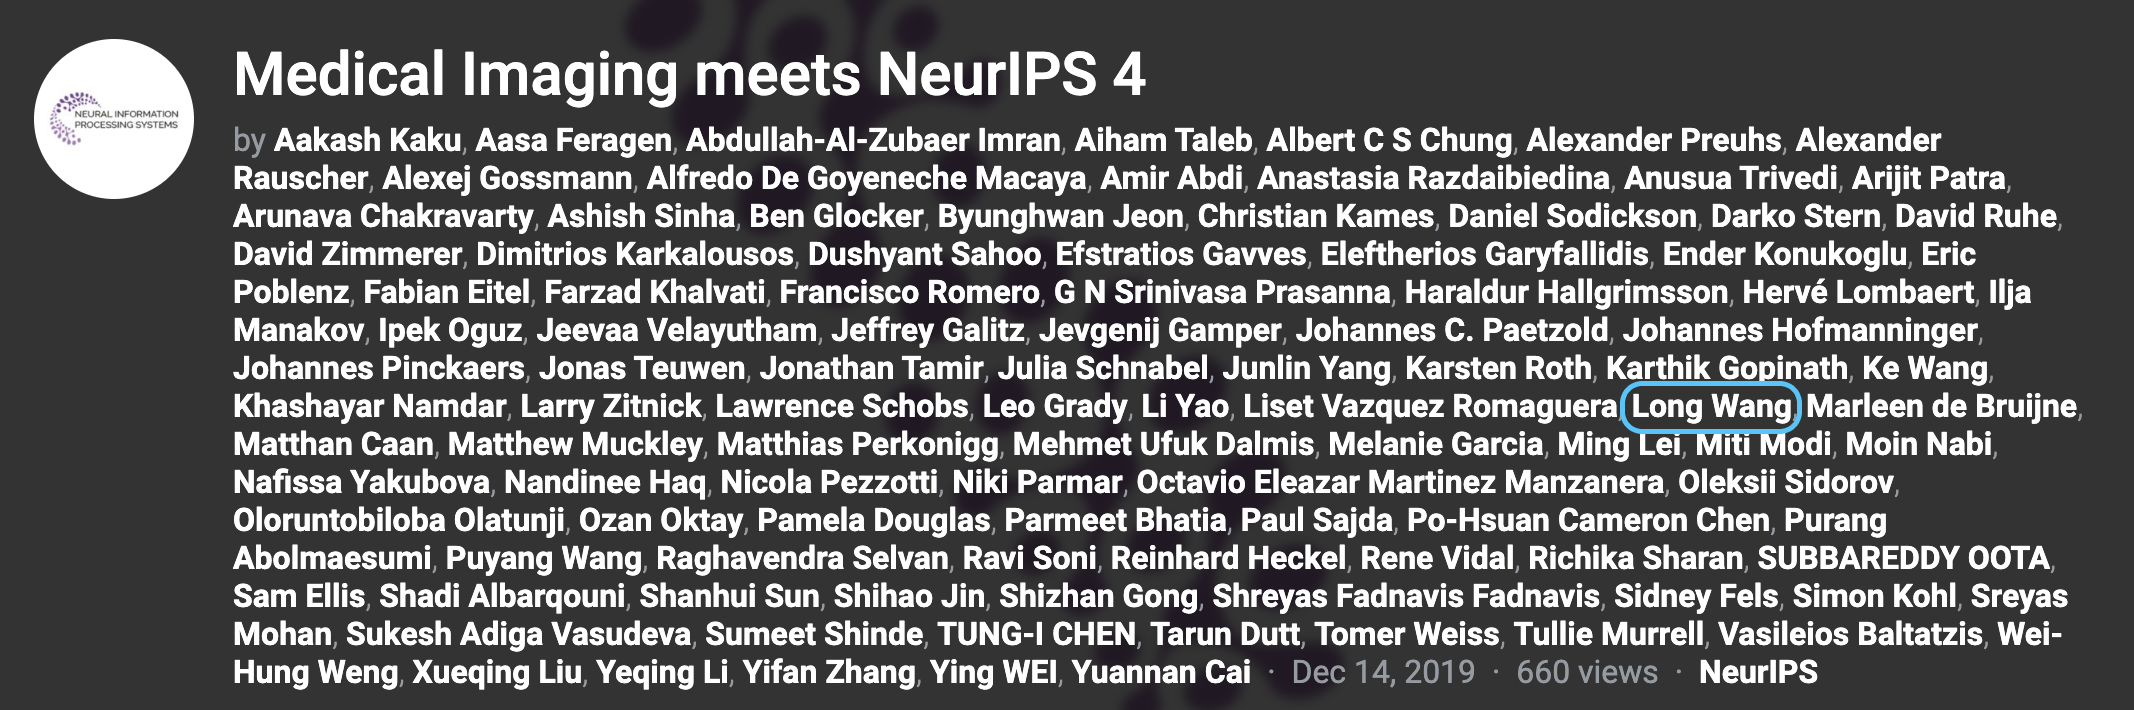 NEURAL INFORMATION
PROCESSING SYSTEMS
Medical Imaging meets NeurIPS 4
by Aakash Kaku, Aasa Feragen, Abdullah-Al-Zubaer Imran, Aiham Taleb, Albert C S Chung, Alexander Preuhs, Alexander
Rauscher, Alexej Gossmann, Alfredo De Goyeneche Macaya, Amir Abdi, Anastasia Razdaibiedina, Anusua Trivedi, Arijit Patra,
Arunava Chakravarty, Ashish Sinha, Ben Glocker, Byunghwan Jeon, Christian Kames, Daniel Sodickson, Darko Stern, David Ruhe,
David Zimmerer, Dimitrios Karkalousos, Dushyant Sahoo, Efstratios Gavves, Eleftherios Garyfallidis, Ender Konukoglu, Eric
Poblenz, Fabian Eitel, Farzad Khalvati, Francisco Romero, G N Srinivasa Prasanna, Haraldur Hallgrimsson, Hervé Lombaert, Ilja
Manakov, Ipek Oguz, Jeevaa Velayutham, Jeffrey Galitz, Jevgenij Gamper, Johannes C. Paetzold, Johannes Hofmanninger,
Johannes Pinckaers, Jonas Teuwen, Jonathan Tamir, Julia Schnabel, Junlin Yang, Karsten Roth, Karthik Gopinath, Ke Wang,
Khashayar Namdar, Larry Zitnick, Lawrence Schobs, Leo Grady, Li Yao, Liset Vazquez Romaguera, Long Wang, Marleen de Bruijne,
Matthan Caan, Matthew Muckley, Matthias Perkonigg, Mehmet Ufuk Dalmis, Melanie Garcia, Ming Lei, Miti Modi, Moin Nabi,
Nafissa Yakubova, Nandinee Haq, Nicola Pezzotti, Niki Parmar, Octavio Eleazar Martinez Manzanera, Oleksii Sidorov,
Oloruntobiloba Olatunji, Ozan Oktay, Pamela Douglas, Parmeet Bhatia, Paul Sajda, Po-Hsuan Cameron Chen, Purang
Abolmaesumi, Puyang Wang, Raghavendra Selvan, Ravi Soni, Reinhard Heckel, Rene Vidal, Richika Sharan, SUBBAREDDY OOTA,
Sam Ellis, Shadi Albarqouni, Shanhui Sun, Shihao Jin, Shizhan Gong, Shreyas Fadnavis Fadnavis, Sidney Fels, Simon Kohl, Sreyas
Mohan, Sukesh Adiga Vasudeva, Sumeet Shinde, TUNG-I CHEN, Tarun Dutt, Tomer Weiss, Tullie Murrell, Vasileios Baltatzis, Wei-
Hung Weng, Xueqing Liu, Yeqing Li, Yifan Zhang, Ying WEI, Yuannan Cai · Dec 14, 2019 · 660 views · NeurIPS